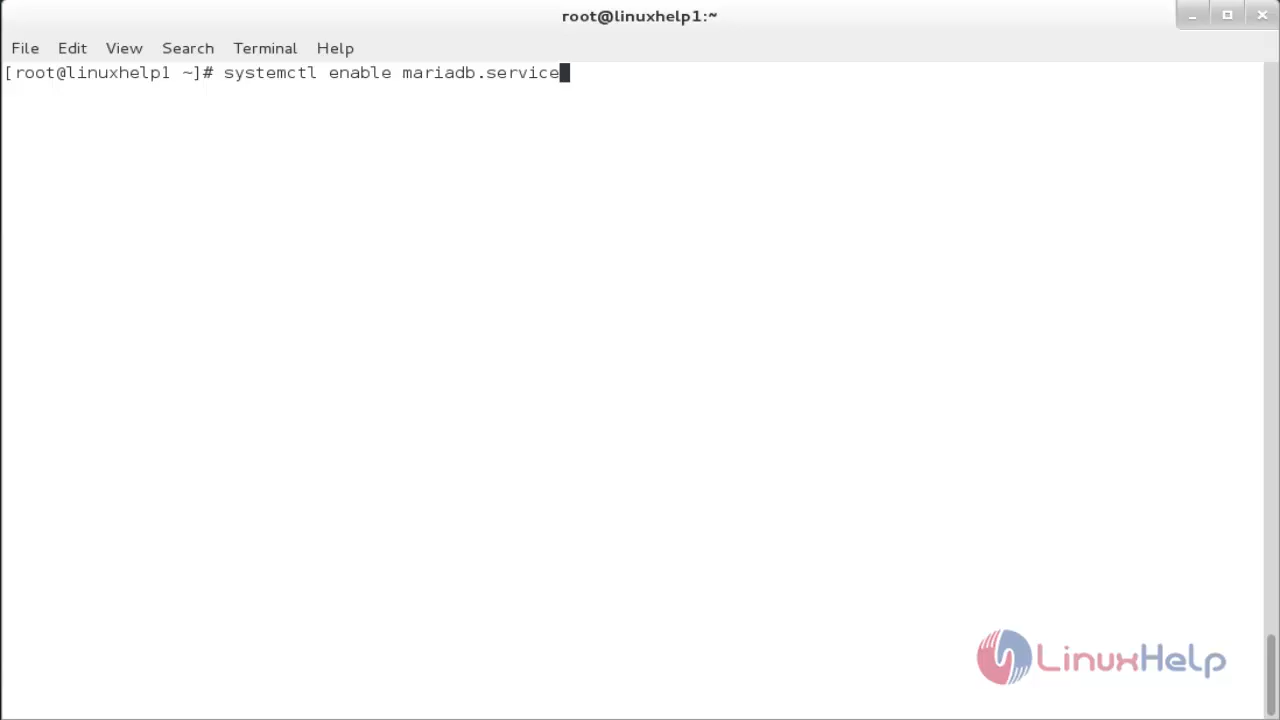 root@linuxhelp1:~
File Edit View Search Terminal Help
[root@linuxhelp1 ~]# systemctl enable mariadb.service
LinuxHelp